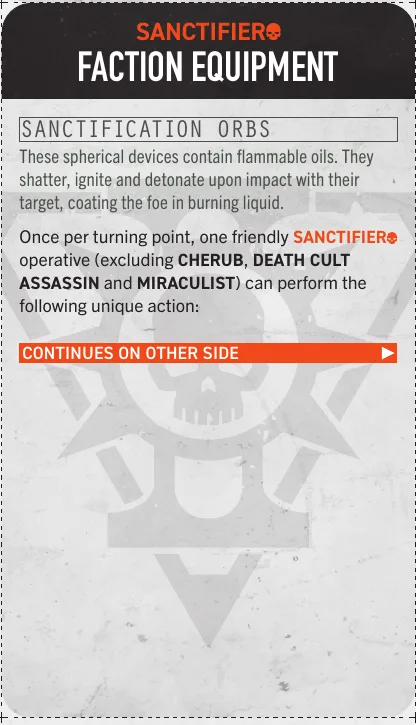 SANCTIFIER
FACTION EQUIPMENT
SANCTIFICATION ORBS
These spherical devices contain flammable oils. They
shatter, ignite and detonate upon impact with their
target, coating the foe in burning liquid.
Once per turning point, one friendly SANCTIFIER
operative (excluding CHERUB, DEATH CULT
ASSASSIN and MIRACULIST) can perform the
following unique action:
CONTINUES ON OTHER SIDE